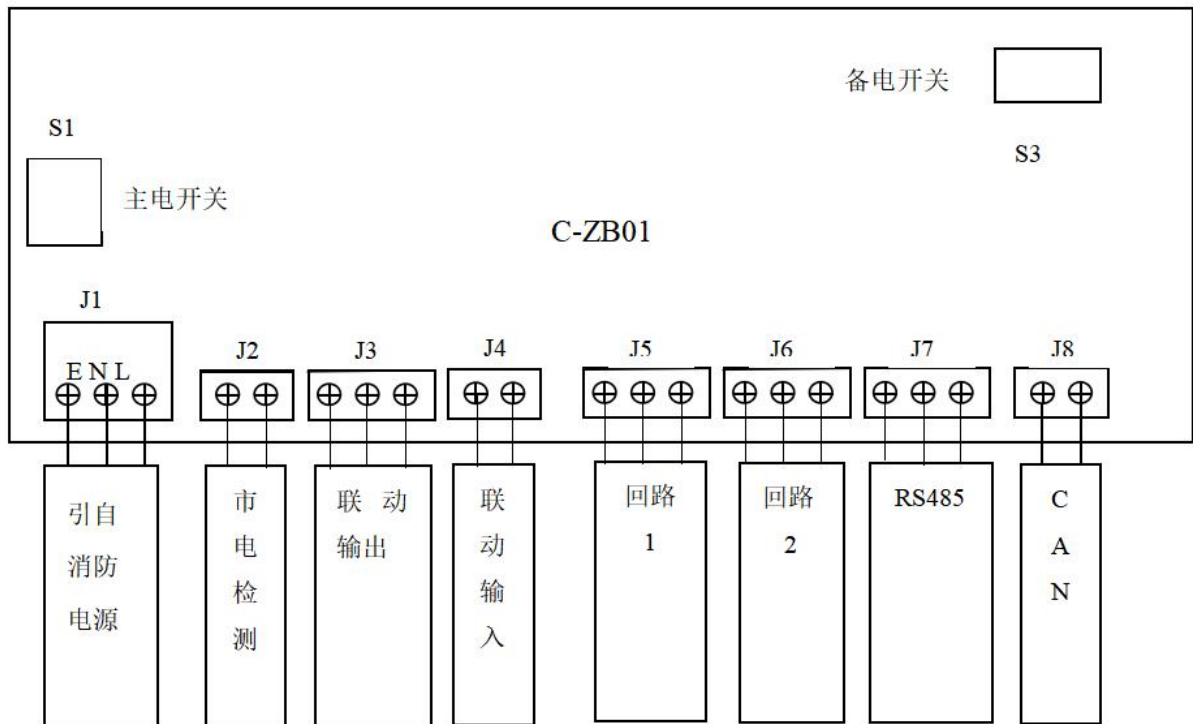 备电开关
S1
S3
主电开关
C-ZB01
J1
J2
J3
J4
J5
J6
J7
J8
E N L
引自
消防
电源
市
电
检
测
联 动
输出
联
动
输
入
回路
1
回路
2
RS485
C
A
N